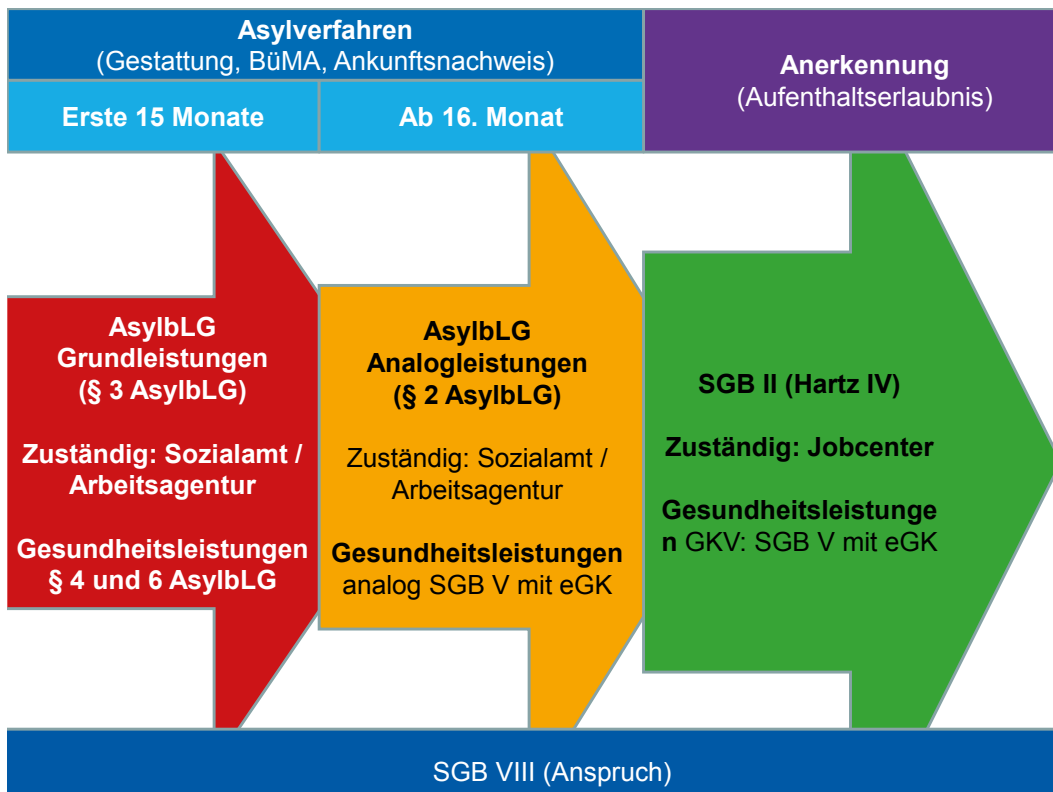 Asylverfahren
(Gestattung, BüMA, Ankunftsnachweis)
Anerkennung
(Aufenthaltserlaubnis)
Erste 15 Monate
Ab 16. Monat
AsylbLG
Grundleistungen
(§ 3 AsylbLG)
Zuständig: Sozialamt /
Arbeitsagentur
Gesundheitsleistungen
§ 4 und 6 AsylbLG
AsylbLG
Analogleistungen
(§ 2 AsylbLG)
Zuständig: Sozialamt /
Arbeitsagentur
Gesundheitsleistungen
analog SGB V mit eGK
SGB II (Hartz IV)
Zuständig: Jobcenter
Gesundheitsleistunge
n GKV: SGB V mit eGK
SGB VIII (Anspruch)